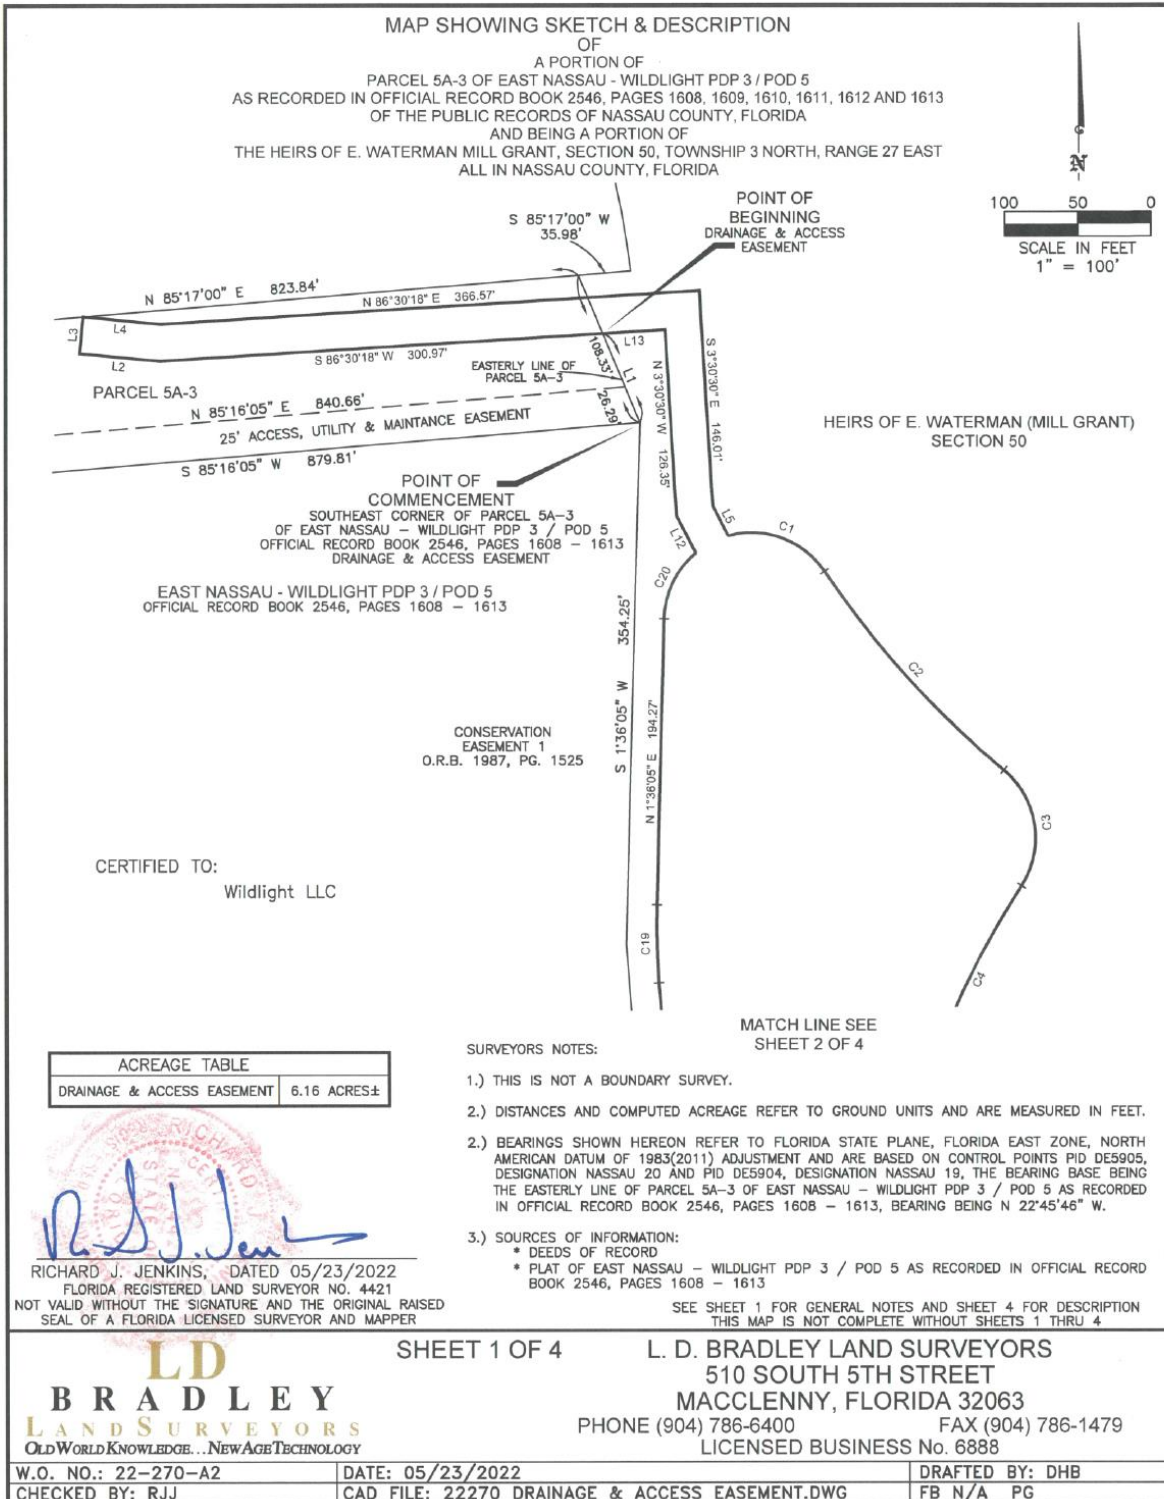 MAP SHOWING SKETCH & DESCRIPTION
OF
A PORTION OF
PARCEL 5A-3 OF EAST NASSAU - WILDLIGHT PDP 3 / POD 5
AS RECORDED IN OFFICIAL RECORD BOOK 2546, PAGES 1608, 1609, 1610, 1611, 1612 AND 1613
OF THE PUBLIC RECORDS OF NASSAU COUNTY, FLORIDA
AND BEING A PORTION OF
THE HEIRS OF E. WATERMAN MILL GRANT, SECTION 50, TOWNSHIP 3 NORTH, RANGE 27 EAST
ALL IN NASSAU COUNTY, FLORIDA
N
100 50 0
SCALE IN FEET
1" = 100'
S 85°17'00" W
35.98'
POINT OF
BEGINNING
DRAINAGE & ACCESS
EASEMENT
N 85°17'00" E 823.84'
N 86°30'18" E 366.57'
L3
L4
L2
S 86°30'18" W 300.97'
L13
108.33'
L1
EASTERLY LINE OF
PARCEL 5A-3
26.29'
PARCEL 5A-3
N 85°16'05" E 840.66'
25' ACCESS, UTILITY & MAINTANCE EASEMENT
S 85°16'05" W 879.81'
N 3°30'30" W 126.35'
S 3°30'30" E 146.01'
HEIRS OF E. WATERMAN (MILL GRANT)
SECTION 50
POINT OF
COMMENCEMENT
SOUTHEAST CORNER OF PARCEL 5A-3
OF EAST NASSAU - WILDLIGHT PDP 3 / POD 5
OFFICIAL RECORD BOOK 2546, PAGES 1608 - 1613
DRAINAGE & ACCESS EASEMENT
L5
C1
L12
C20
EAST NASSAU - WILDLIGHT PDP 3 / POD 5
OFFICIAL RECORD BOOK 2546, PAGES 1608 - 1613
S 1°36'05" W 354.25'
N 1°36'05" E 194.27'
C2
CONSERVATION
EASEMENT 1
O.R.B. 1987, PG. 1525
C3
CERTIFIED TO:
Wildlight LLC
C19
C4
MATCH LINE SEE
SHEET 2 OF 4
ACREAGE TABLE
DRAINAGE & ACCESS EASEMENT 6.16 ACRES±
SURVEYORS NOTES:
1.) THIS IS NOT A BOUNDARY SURVEY.
2.) DISTANCES AND COMPUTED ACREAGE REFER TO GROUND UNITS AND ARE MEASURED IN FEET.
2.) BEARINGS SHOWN HEREON REFER TO FLORIDA STATE PLANE, FLORIDA EAST ZONE, NORTH
AMERICAN DATUM OF 1983(2011) ADJUSTMENT AND ARE BASED ON CONTROL POINTS PID DE5905,
DESIGNATION NASSAU 20 AND PID DE5904, DESIGNATION NASSAU 19, THE BEARING BASE BEING
THE EASTERLY LINE OF PARCEL 5A-3 OF EAST NASSAU - WILDLIGHT PDP 3 / POD 5 AS RECORDED
IN OFFICIAL RECORD BOOK 2546, PAGES 1608 - 1613, BEARING BEING N 22°45'46" W.
3.) SOURCES OF INFORMATION:
* DEEDS OF RECORD
* PLAT OF EAST NASSAU - WILDLIGHT PDP 3 / POD 5 AS RECORDED IN OFFICIAL RECORD
BOOK 2546, PAGES 1608 - 1613
RICHARD J. JENKINS, DATED 05/23/2022
FLORIDA REGISTERED LAND SURVEYOR NO. 4421
NOT VALID WITHOUT THE SIGNATURE AND THE ORIGINAL RAISED
SEAL OF A FLORIDA LICENSED SURVEYOR AND MAPPER
SEE SHEET 1 FOR GENERAL NOTES AND SHEET 4 FOR DESCRIPTION
THIS MAP IS NOT COMPLETE WITHOUT SHEETS 1 THRU 4
LD
BRADLEY
LAND SURVEYORS
OLD WORLD KNOWLEDGE...NEW AGE TECHNOLOGY
SHEET 1 OF 4
L. D. BRADLEY LAND SURVEYORS
510 SOUTH 5TH STREET
MACCLENNY, FLORIDA 32063
PHONE (904) 786-6400 FAX (904) 786-1479
LICENSED BUSINESS No. 6888
W.O. NO.: 22-270-A2 DATE: 05/23/2022 DRAFTED BY: DHB
CHECKED BY: RJJ CAD FILE: 22270 DRAINAGE & ACCESS EASEMENT.DWG FB N/A PG